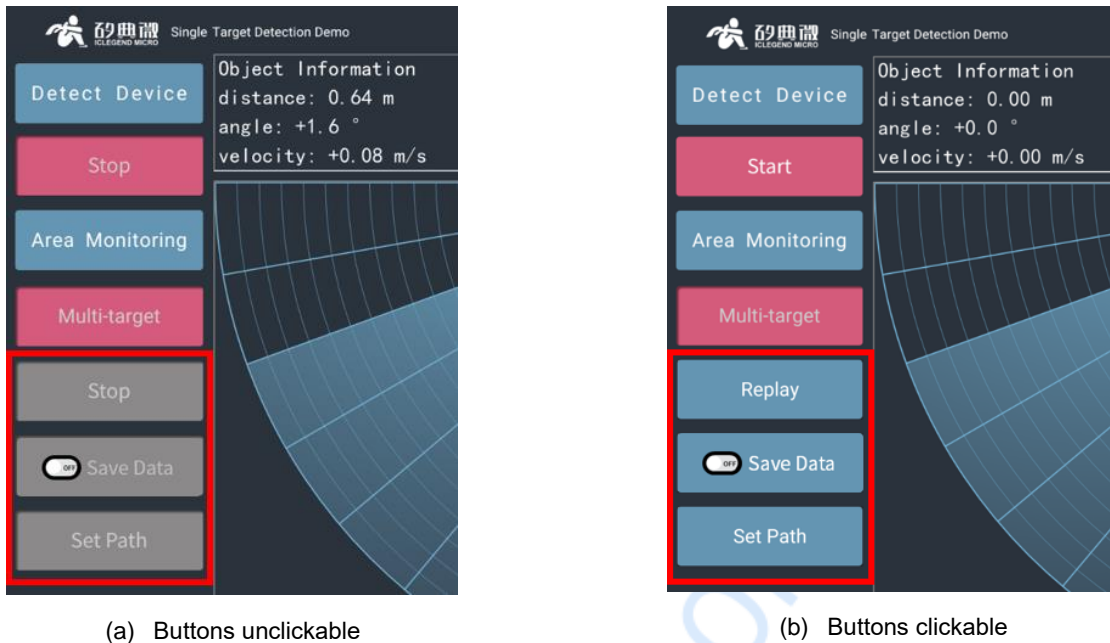 矽典微 Single Target Detection Demo
ICLEGEND MICRO
Detect Device
Stop
Area Monitoring
Multi-target
Stop
OFF Save Data
Set Path
Object Information
distance: 0.64 m
angle: +1.6 °
velocity: +0.08 m/s
(a) Buttons unclickable
矽典微 Single Target Detection Demo
ICLEGEND MICRO
Detect Device
Start
Area Monitoring
Multi-target
Replay
OFF Save Data
Set Path
Object Information
distance: 0.00 m
angle: +0.0 °
velocity: +0.00 m/s
(b) Buttons clickable